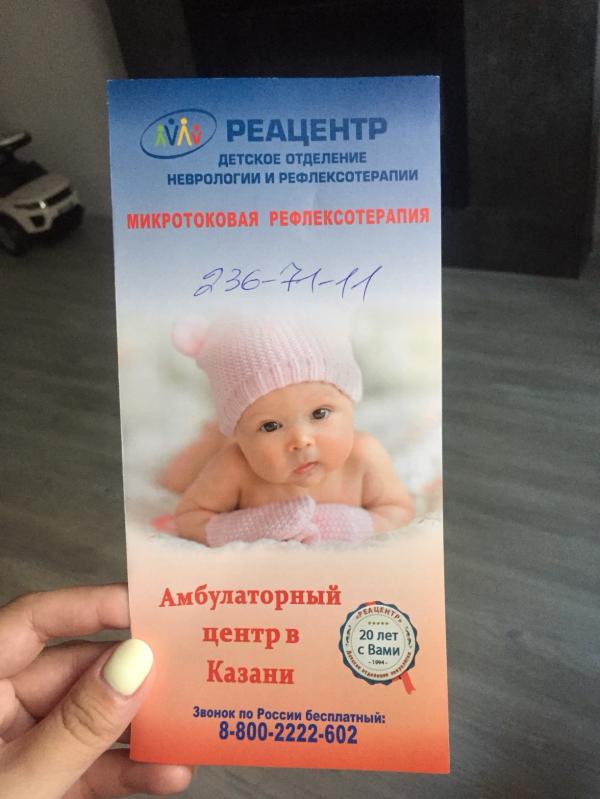 РЕАЦЕНТР
ДЕТСКОЕ ОТДЕЛЕНИЕ
НЕВРОЛОГИИ И РЕФЛЕКСОТЕРАПИИ
МИКРОТОКОВАЯ РЕФЛЕКСОТЕРАПИЯ
236-71-11
Амбулаторный
центр в
Казани
«РЕАЦЕНТР»
20 лет
с Вами
- 1994 -
Звонок по России бесплатный:
8-800-2222-602